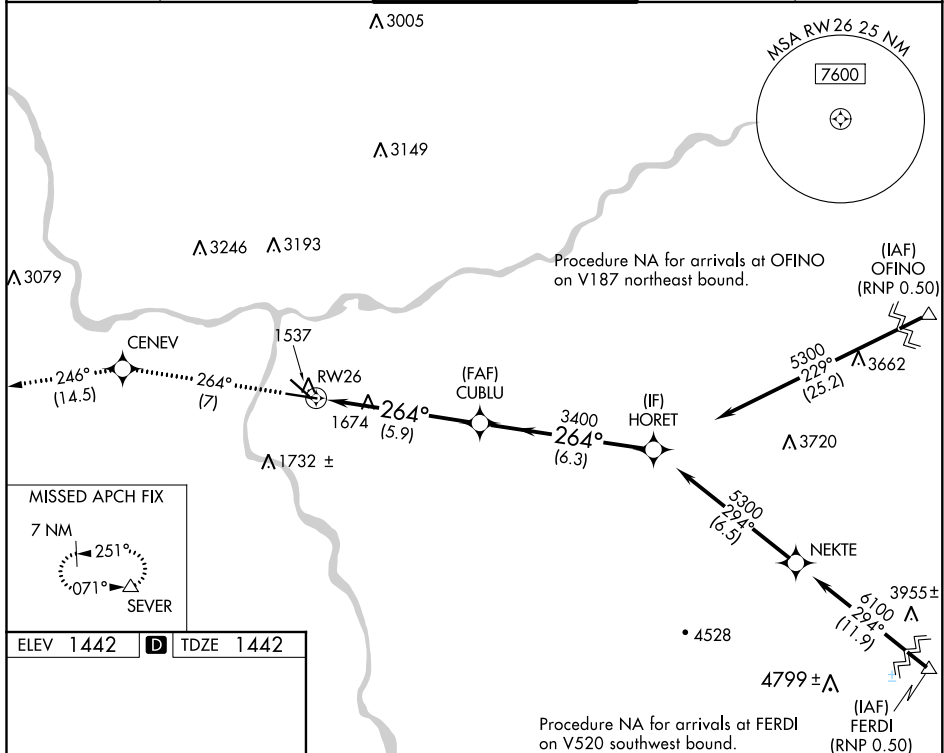 3005
MSA RW 26 25 NM
7600
3149
3246
3193
3079
Procedure NA for arrivals at OFINO
on V187 northeast bound.
(IAF)
OFINO
(RNP 0.50)
CENEV
1537
RW26
246°
(14.5)
264°
(7)
1674
264°
(5.9)
(FAF)
CUBLU
3400
264°
(6.3)
(IF)
HORET
5300
229°
(25.2)
3662
3720
1732 ±
MISSED APCH FIX
7 NM
251°
071°
SEVER
5300
294°
(6.5)
NEKTE
6100
294°
(11.9)
3955±
ELEV 1442
D
TDZE 1442
4528
4799 ±
±
Procedure NA for arrivals at FERDI
on V520 southwest bound.
(IAF)
FERDI
(RNP 0.50)